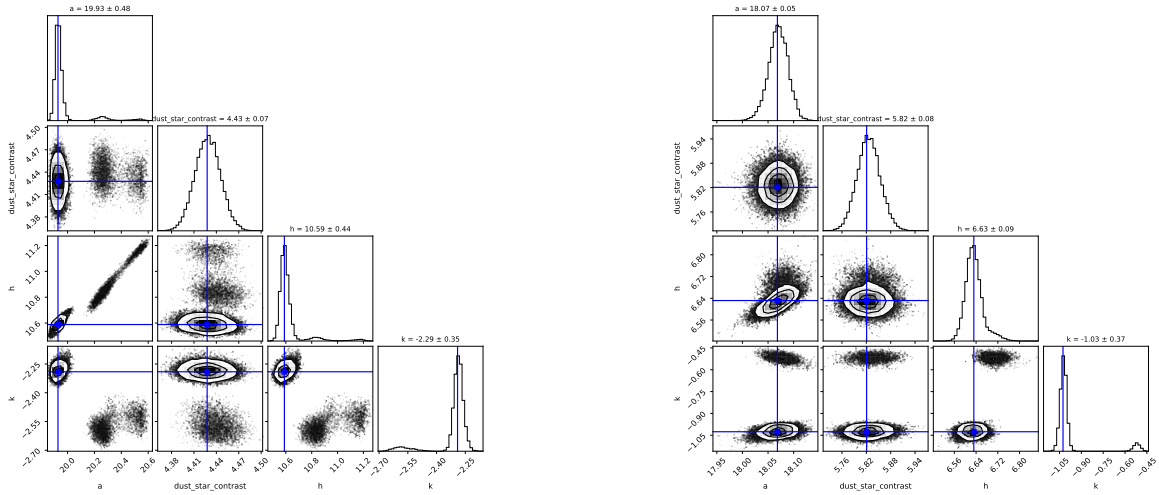 a = 19.93 ± 0.48
a = 18.07 ± 0.05
4.50
4.47
4.44
4.41
4.38
dust_star_contrast
dust_star_contrast = 4.43 ± 0.07
5.94
5.88
5.82
5.76
dust_star_contrast
dust_star_contrast = 5.82 ± 0.08
11.2
11.0
10.8
10.6
h
h = 10.59 ± 0.44
6.80
6.72
6.64
6.56
h
h = 6.63 ± 0.09
−2.25
−2.40
−2.55
−2.70
k
k = -2.29 ± 0.35
−0.45
−0.60
−0.75
−0.90
−1.05
k
k = -1.03 ± 0.37
20.0 20.2 20.4 20.6
4.38 4.41 4.44 4.47 4.50
10.6 10.8 11.0 11.2
−2.70 −2.55 −2.40 −2.25
17.95 18.00 18.05 18.10
5.76 5.82 5.88 5.94
6.56 6.64 6.72 6.80
−1.05 −0.90 −0.75 −0.60 −0.45
a dust_star_contrast h k
a dust_star_contrast h k